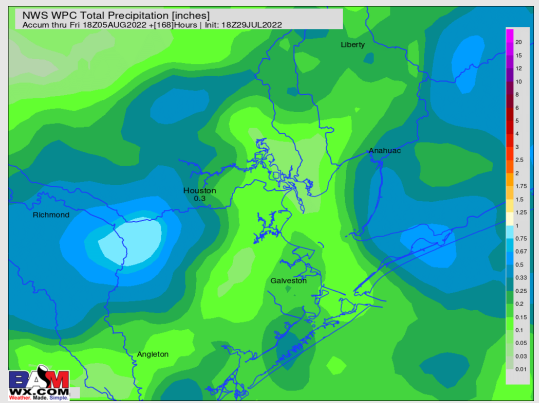 NWS WPC Total Precipitation [inches]
Accum thru Fri 18Z05AUG2022 +[168]Hours | Init: 18Z29JUL2022
Liberty
Anahuac
Houston
0.3
Richmond
Galveston
Angleton
20
15
12
10
8
6
5
4
3
2.5
2
1.75
1.5
1.25
1
0.75
0.67
0.5
0.33
0.25
0.2
0.15
0.1
0.05
0.03
0.01
BAM
WX.COM
Weather. Made. Simple.